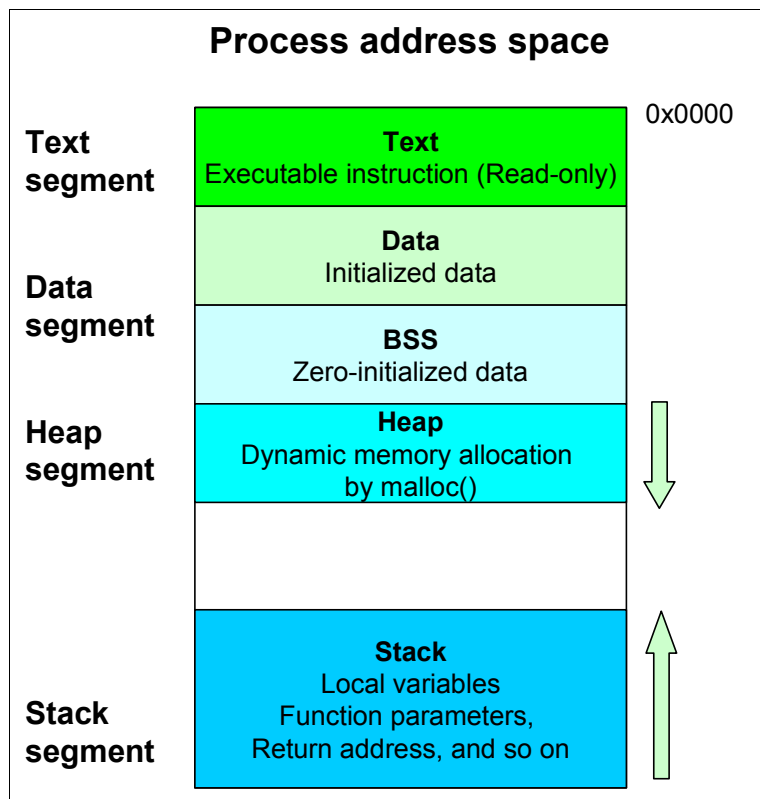 Process address space
0x0000
Text
segment
Text
Executable instruction (Read-only)
Data
segment
Data
Initialized data
BSS
Zero-initialized data
Heap
segment
Heap
Dynamic memory allocation
by malloc()
Stack
segment
Stack
Local variables
Function parameters,
Return address, and so on